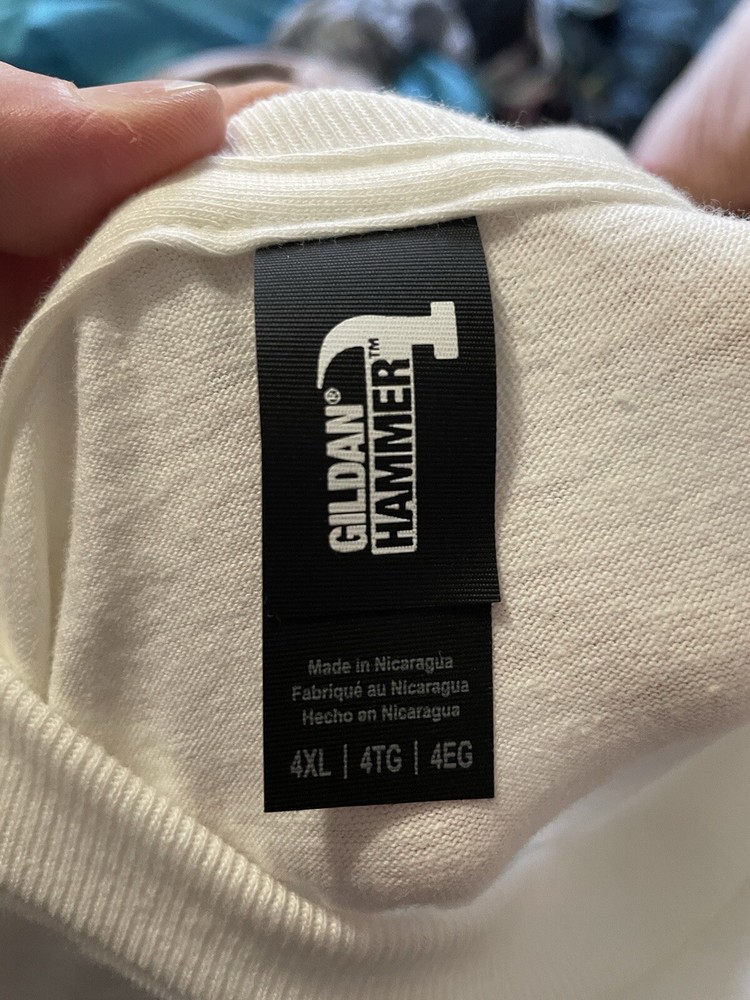 GILDAN®
HAMMER™
Made in Nicaragua
Fabriqué au Nicaragua
Hecho en Nicaragua
4XL | 4TG | 4EG